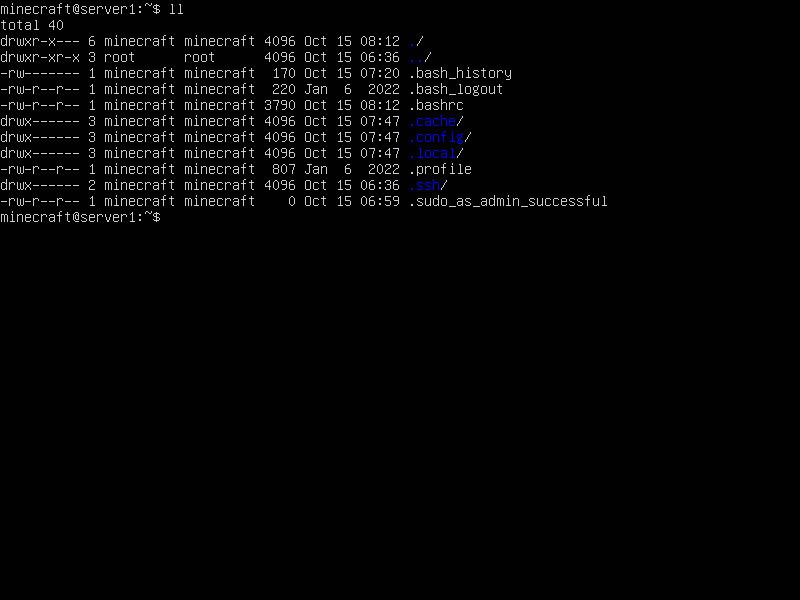 minecraft@server1:~$ ll
total 40
drwxr-x--- 6 minecraft minecraft 4096 Oct 15 08:12 ./
drwxr-xr-x 3 root      root      4096 Oct 15 06:36 ../
-rw------- 1 minecraft minecraft  170 Oct 15 07:20 .bash_history
-rw-r--r-- 1 minecraft minecraft  220 Jan  6  2022 .bash_logout
-rw-r--r-- 1 minecraft minecraft 3790 Oct 15 08:12 .bashrc
drwx------ 3 minecraft minecraft 4096 Oct 15 07:47 .cache/
drwx------ 3 minecraft minecraft 4096 Oct 15 07:47 .config/
drwx------ 3 minecraft minecraft 4096 Oct 15 07:47 .local/
-rw-r--r-- 1 minecraft minecraft  807 Jan  6  2022 .profile
drwx------ 2 minecraft minecraft 4096 Oct 15 06:36 .ssh/
-rw-r--r-- 1 minecraft minecraft    0 Oct 15 06:59 .sudo_as_admin_successful
minecraft@server1:~$